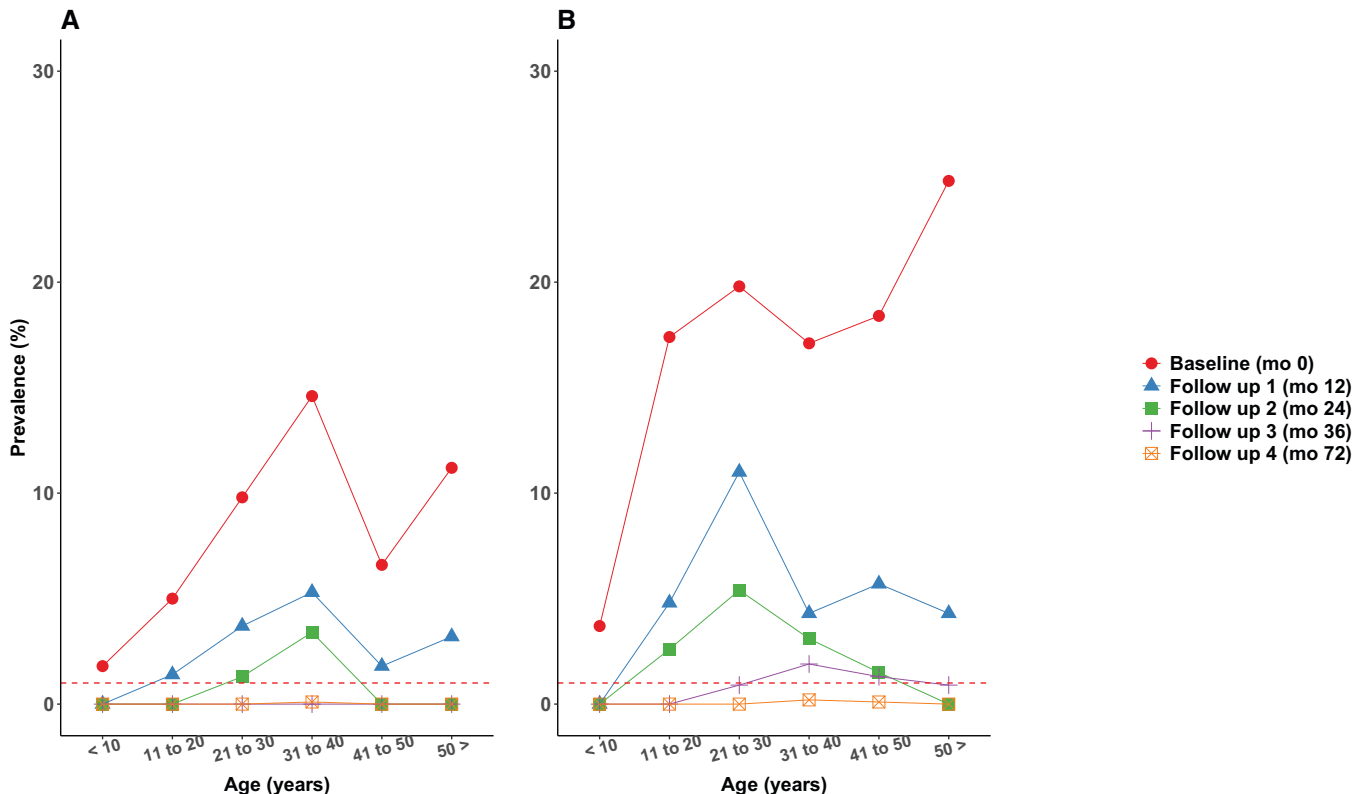 A
B
30
20
10
0
30
20
10
0
Prevalence (%)
< 10
11 to 20
21 to 30
31 to 40
41 to 50
50 >
< 10
11 to 20
21 to 30
31 to 40
41 to 50
50 >
Age (years)
Age (years)
Baseline (mo 0)
Follow up 1 (mo 12)
Follow up 2 (mo 24)
Follow up 3 (mo 36)
Follow up 4 (mo 72)